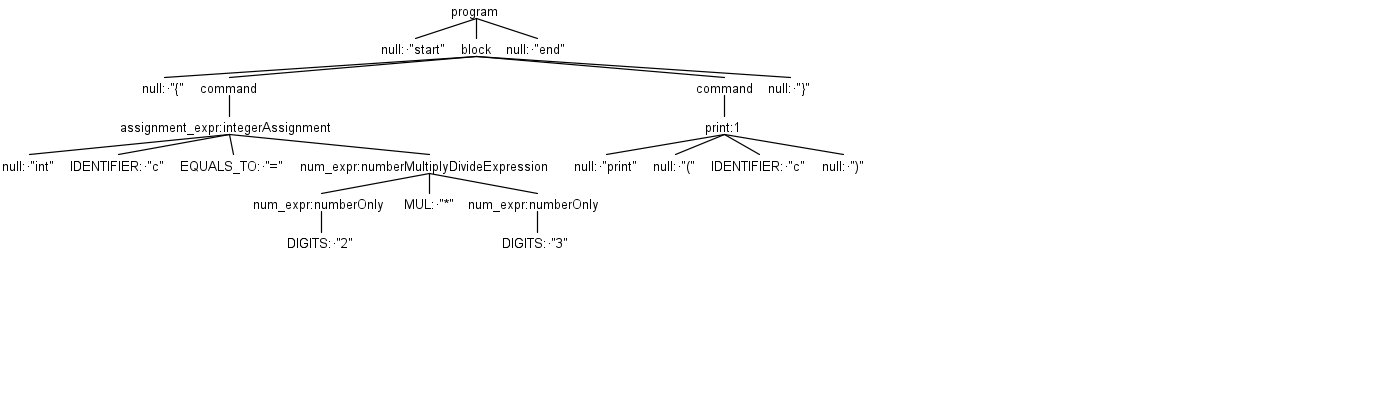 program
null: ·"start" block null: ·"end"
null: ·"{" command command null: ·"}"
assignment_expr:integerAssignment print:1
null: ·"int" IDENTIFIER: ·"c" EQUALS_TO: ·"=" num_expr:numberMultiplyDivideExpression null: ·"print" null: ·"(" IDENTIFIER: ·"c" null: ·")"
num_expr:numberOnly MUL: ·"*" num_expr:numberOnly
DIGITS: ·"2" DIGITS: ·"3"